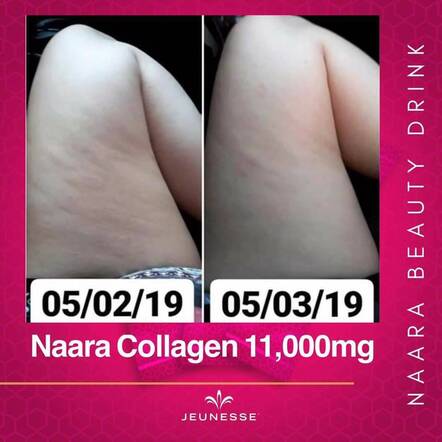 05/02/19
05/03/19
Naara Collagen 11,000mg
JEUNESSE
NAARA BEAUTY DRINK